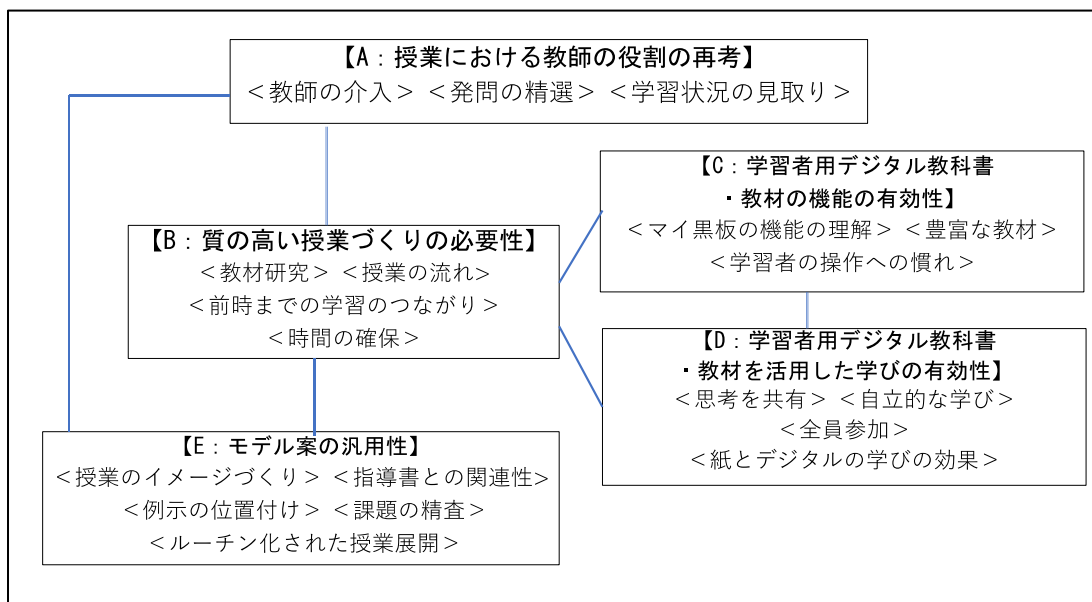 【A：授業における教師の役割の再考】
＜教師の介入＞ ＜発問の精選＞ ＜学習状況の見取り＞
【B：質の高い授業づくりの必要性】
＜教材研究＞ ＜授業の流れ>
＜前時までの学習のつながり＞
＜時間の確保＞
【C：学習者用デジタル教科書
・教材の機能の有効性】
＜マイ黒板の機能の理解＞ ＜豊富な教材＞
＜学習者の操作への慣れ＞
【D：学習者用デジタル教科書
・教材を活用した学びの有効性】
＜思考を共有＞ ＜自立的な学び＞
＜全員参加＞
＜紙とデジタルの学びの効果＞
【E：モデル案の汎用性】
＜授業のイメージづくり＞ ＜指導書との関連性>
＜例示の位置付け＞ ＜課題の精査＞
＜ルーチン化された授業展開＞